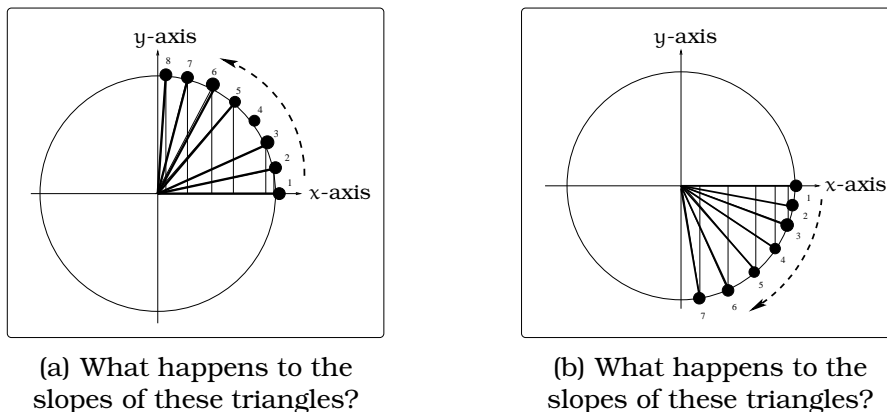 y-axis
8
7
6
5
4
3
2
1
x-axis
(a) What happens to the
slopes of these triangles?
y-axis
x-axis
1
2
3
4
5
6
7
(b) What happens to the
slopes of these triangles?